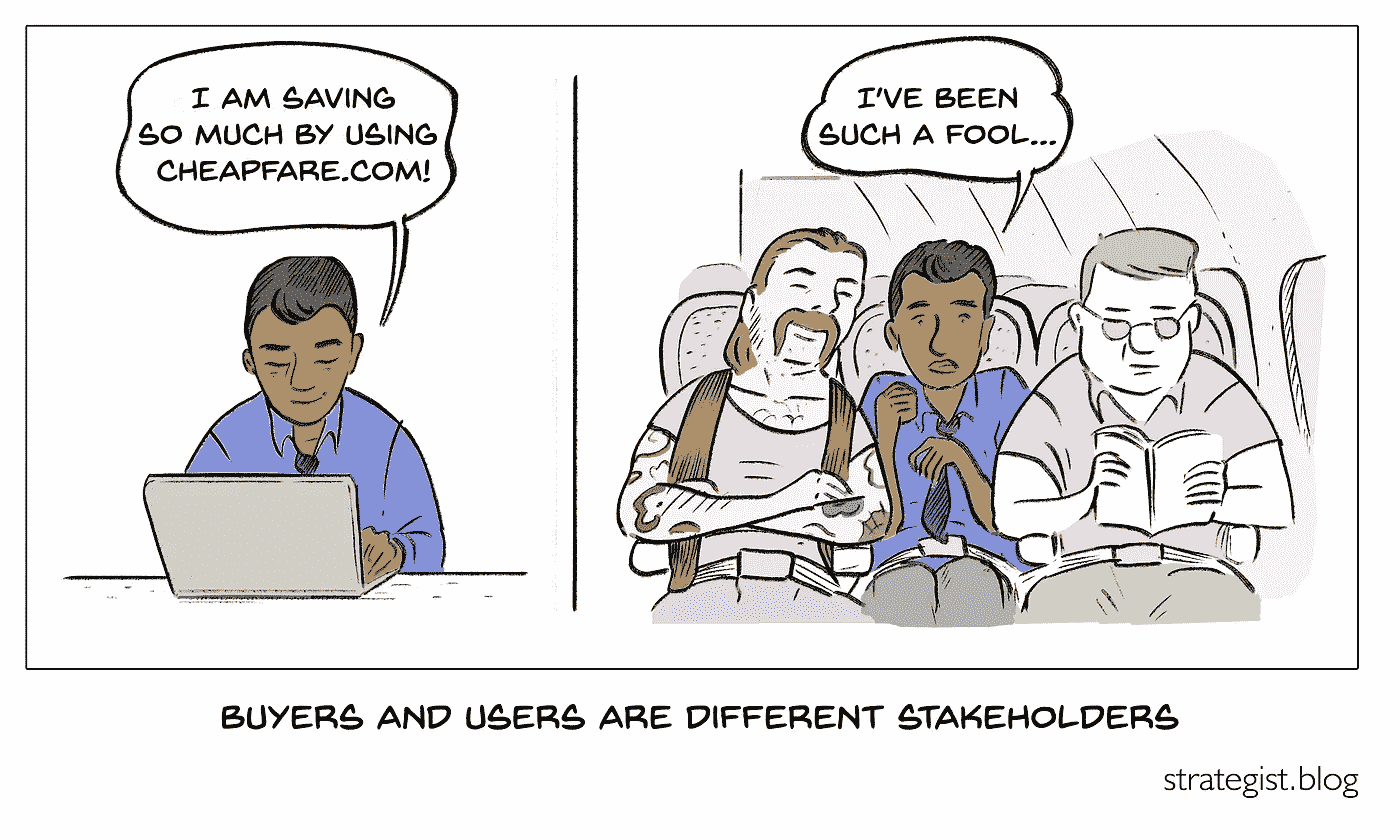 I AM SAVING
SO MUCH BY USING
CHEAPFARE.COM!
I'VE BEEN
SUCH A FOOL...
BUYERS AND USERS ARE DIFFERENT STAKEHOLDERS
strategist.blog